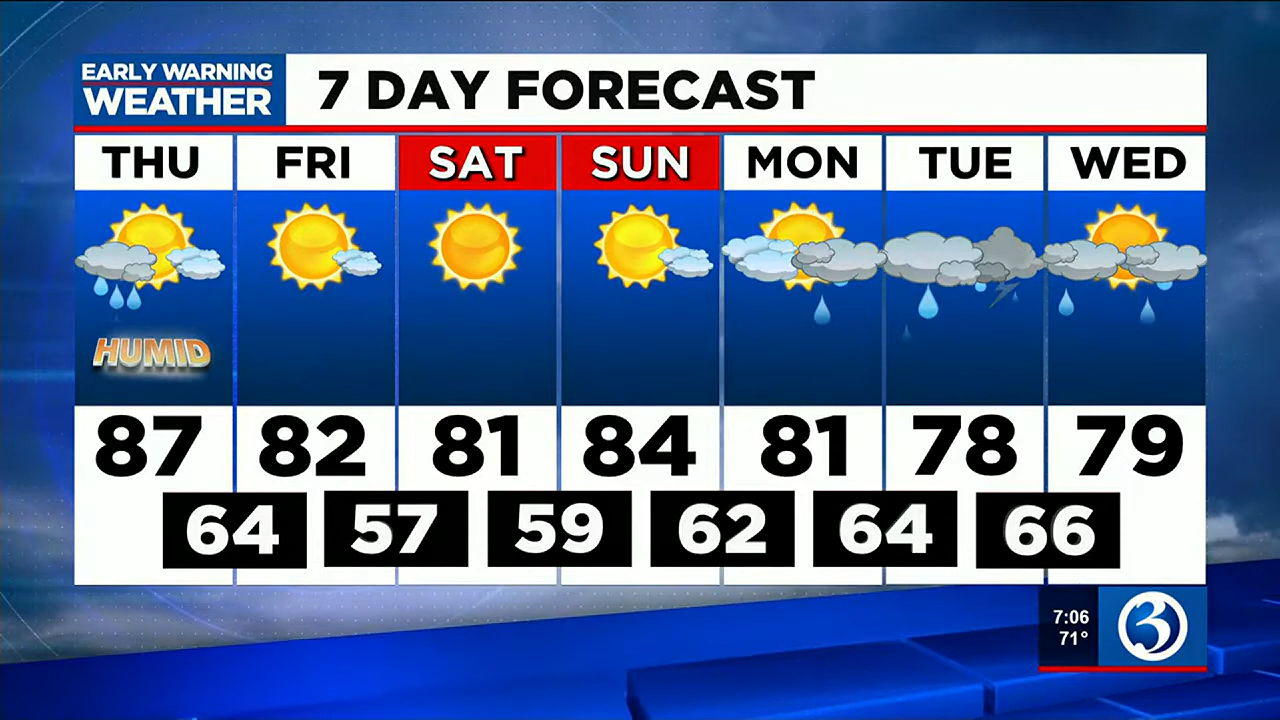 EARLY WARNING
WEATHER
7 DAY FORECAST
THU FRI SAT SUN MON TUE WED
HUMID
87 82 81 84 81 78 79
64 57 59 62 64 66
7:06
71°
3